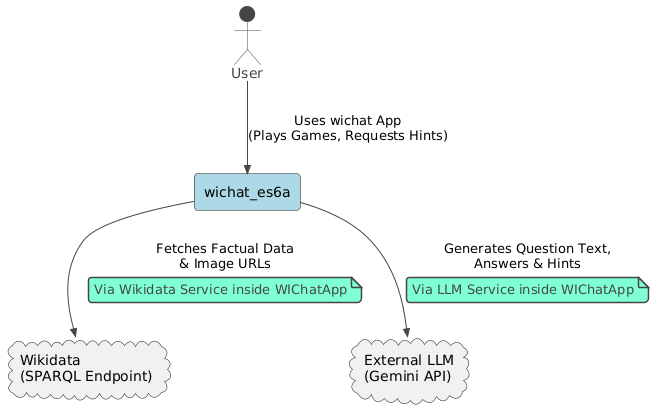 User
Uses wichat App
(Plays Games, Requests Hints)
wichat_es6a
Fetches Factual Data
& Image URLs
Via Wikidata Service inside WIChatApp
Generates Question Text,
Answers & Hints
Via LLM Service inside WIChatApp
Wikidata
(SPARQL Endpoint)
External LLM
(Gemini API)